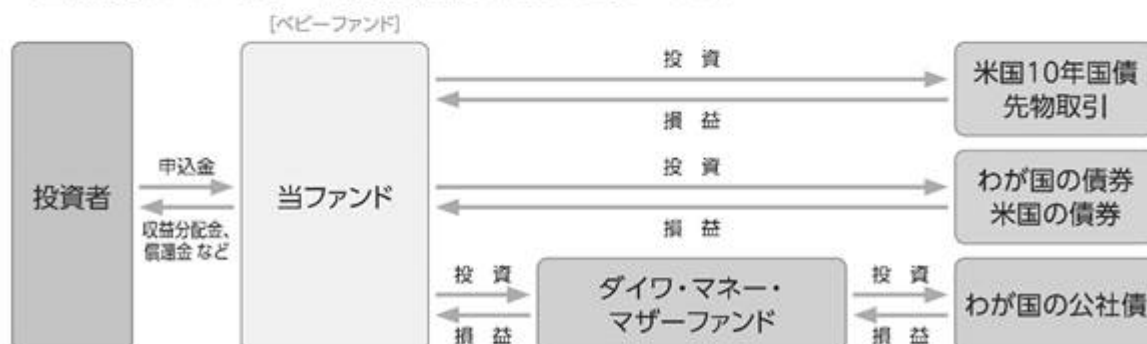 [ベビーファンド]
投資者
申込金
収益分配金、
償還金 など
当ファンド
投 資
損 益
米国10年国債
先物取引
投 資
損 益
わが国の債券
米国の債券
投 資
損 益
ダイワ・マネー・
マザーファンド
投 資
損 益
わが国の公社債